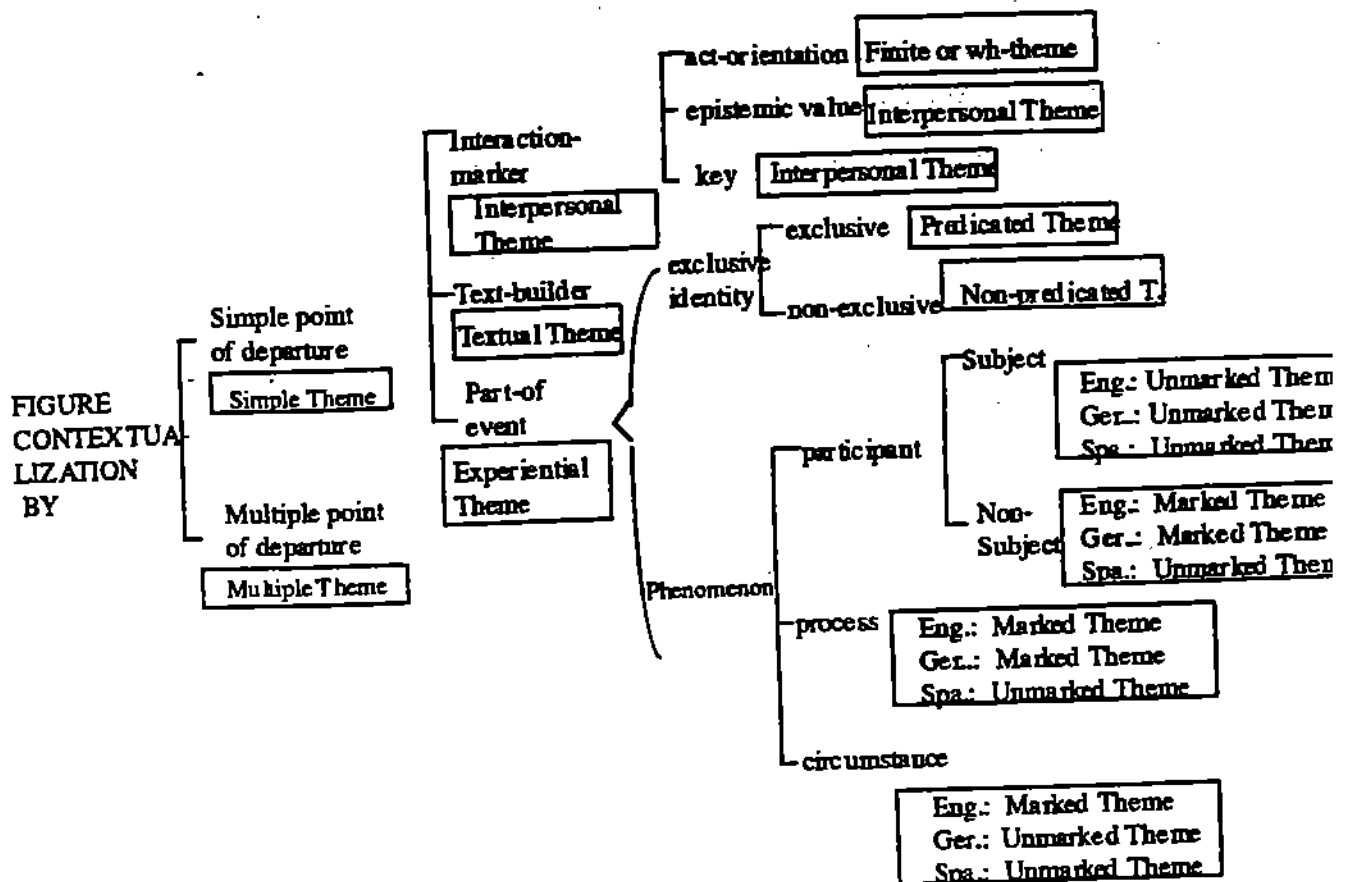 act-orientation
Finite or wh-theme
epistemic value
Interpersonal Theme
key
Interpersonal Theme
Interaction-
marker
Interpersonal
Theme
exclusive
identity
exclusive
Predicated Theme
non-exclusive
Non-predicated T.
Text-builder
Textual Theme
Simple point
of departure
Simple Theme
FIGURE
CONTEXTUA
LIZATION
BY
Part-of
event
Experiential
Theme
Multiple point
of departure
Multiple Theme
Phenomenon
participant
Subject
Eng.: Unmarked Them
Ger..: Unmarked Them
Spa.: Unmarked Them
Non-
Subject
Eng.: Marked Theme
Ger..: Marked Theme
Spa.: Unmarked Them
process
Eng.: Marked Theme
Ger..: Marked Theme
Spa.: Unmarked Theme
circumstance
Eng.: Marked Theme
Ger.: Unmarked Theme
Spa.: Unmarked Theme